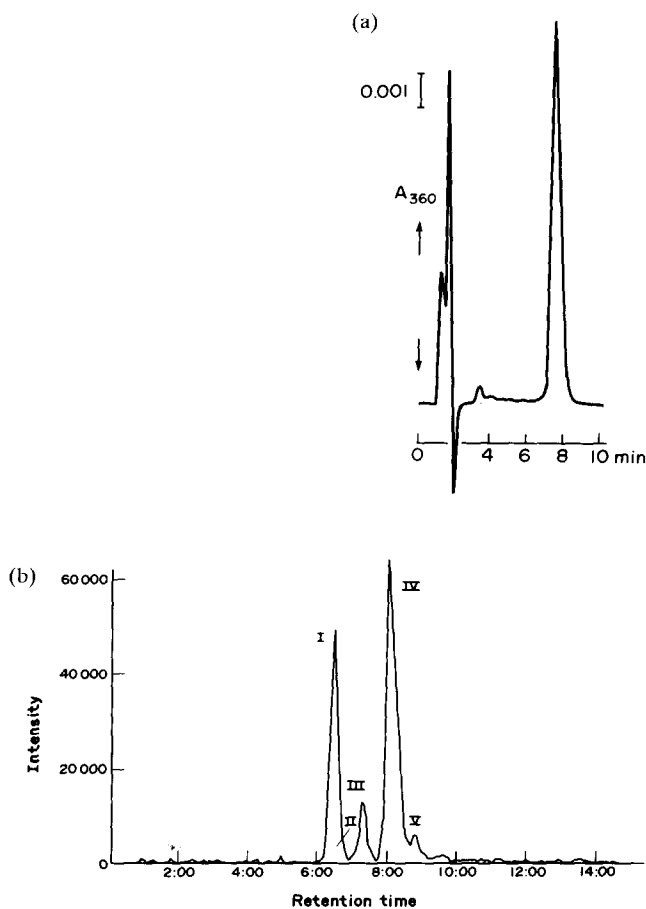 (a)
0.001
A360
0 4 6 8 10 min
(b)
60 000
40 000
20 000
0
Intensity
I
II
III
IV
V
2:00 4:00 6:00 8:00 10:00 12:00 14:00
Retention time